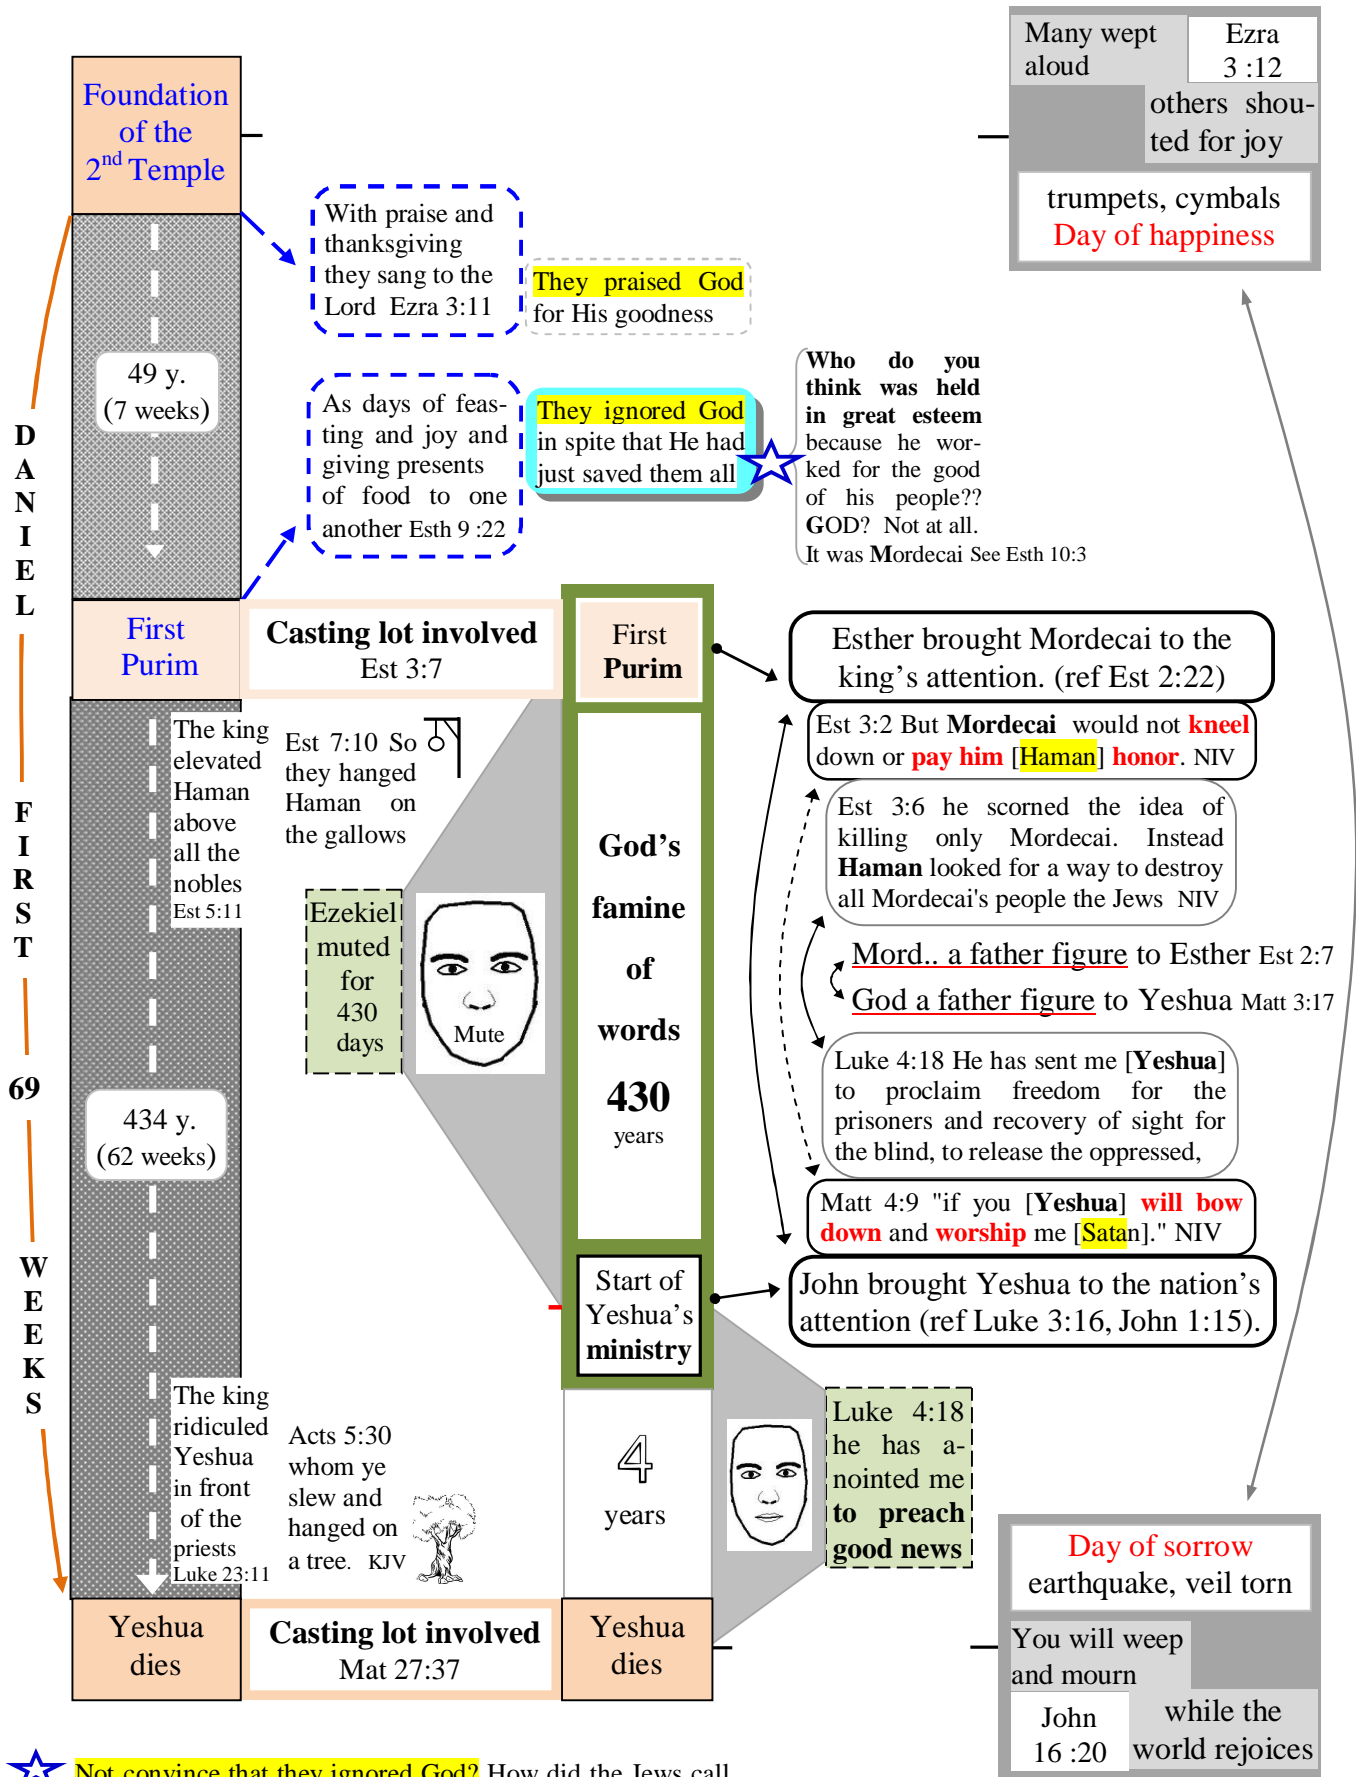 Many wept
aloud
Ezra
3 :12
others shou-
ted for joy
trumpets, cymbals
Day of happiness
Foundation
of the
2nd Temple
With praise and
thanksgiving
they sang to the
Lord Ezra 3:11
They praised God
for His goodness
49 y.
(7 weeks)
As days of feas-
ting and joy and
giving presents
of food to one
another Esth 9 :22
They ignored God
in spite that He had
just saved them all
Who do you
think was held
in great esteem
because he wor-
ked for the good
of his people??
GOD? Not at all.
It was Mordecai See Esth 10:3
DANIEL FIRST 69 WEEKS
First
Purim
Casting lot involved
Est 3:7
First
Purim
Esther brought Mordecai to the
king’s attention. (ref Est 2:22)
The king
elevated
Haman
above
all the
nobles
Est 5:11
Est 7:10 So
they hanged
Haman on
the gallows
Est 3:2 But Mordecai would not kneel
down or pay him [Haman] honor. NIV
Est 3:6 he scorned the idea of
killing only Mordecai. Instead
Haman looked for a way to destroy
all Mordecai's people the Jews NIV
God’s
famine
of
words
430
years
Ezekiel
muted
for
430
days
Mute
Mord.. a father figure to Esther Est 2:7
God a father figure to Yeshua Matt 3:17
Luke 4:18 He has sent me [Yeshua]
to proclaim freedom for the
prisoners and recovery of sight for
the blind, to release the oppressed,
434 y.
(62 weeks)
Matt 4:9 "if you [Yeshua] will bow
down and worship me [Satan]." NIV
Start of
Yeshua’s
ministry
John brought Yeshua to the nation’s
attention (ref Luke 3:16, John 1:15).
The king
ridiculed
Yeshua
in front
of the
priests
Luke 23:11
Acts 5:30
whom ye
slew and
hanged on
a tree. KJV
4
years
Luke 4:18
he has a-
nointed me
to preach
good news
Day of sorrow
earthquake, veil torn
You will weep
and mourn
John
16 :20
while the
world rejoices
Yeshua
dies
Casting lot involved
Mat 27:37
Yeshua
dies
Not convince that they ignored God? How did the Jews call